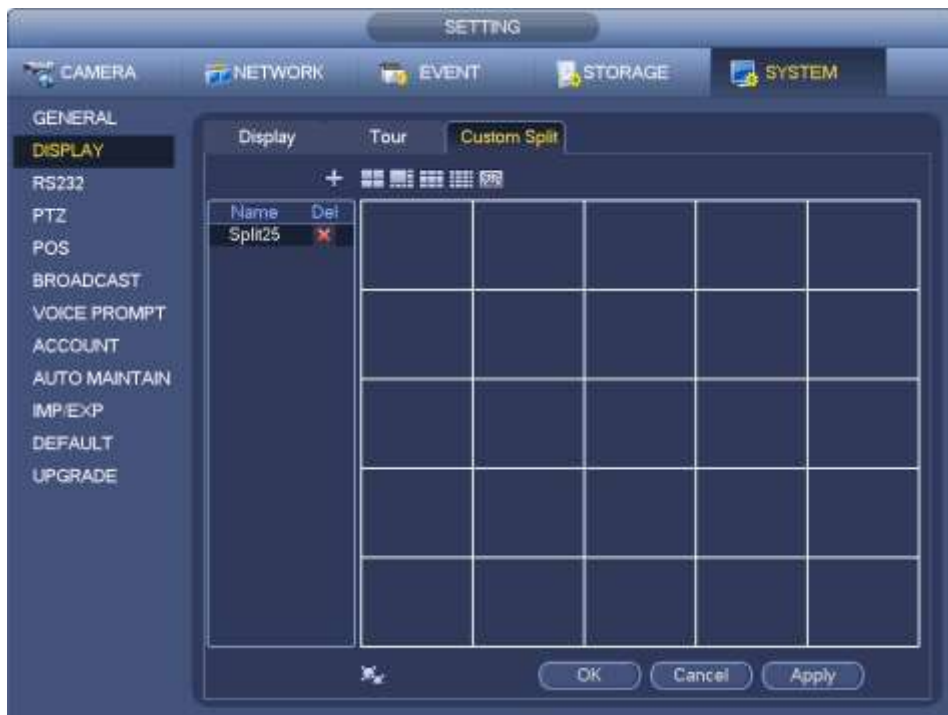 SETTING
CAMERA NETWORK EVENT STORAGE SYSTEM
GENERAL
DISPLAY
RS232
PTZ
POS
BROADCAST
VOICE PROMPT
ACCOUNT
AUTO MAINTAIN
IMP/EXP
DEFAULT
UPGRADE
Display Tour Custom Split
Name Del
Split25
OK Cancel Apply